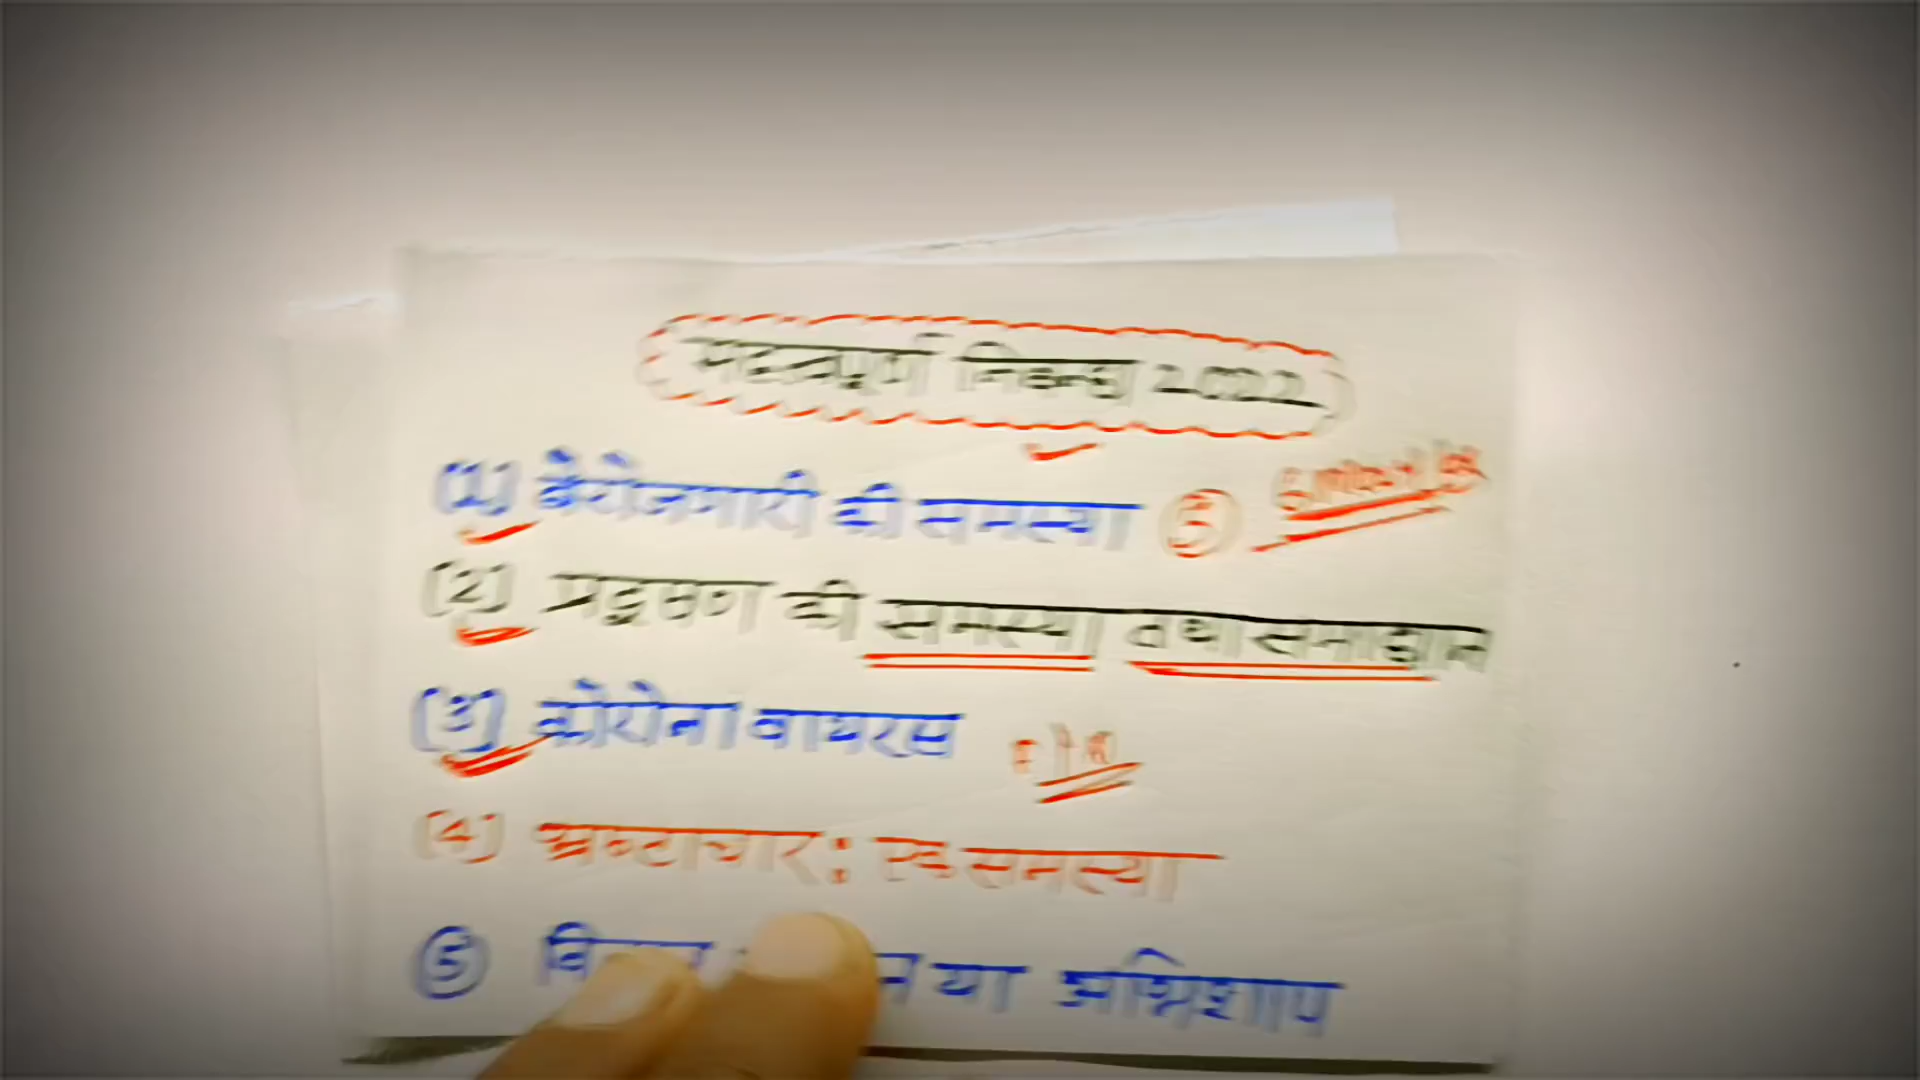 महत्वपूर्ण निबन्ध 2022
(1) बेरोजगारी की समस्या
(2) प्रदुषण की समस्या तथा समाधान
(3) कोरोना वायरस
(4) भ्रष्टाचार: एक समस्या
(5) या अभिशाप